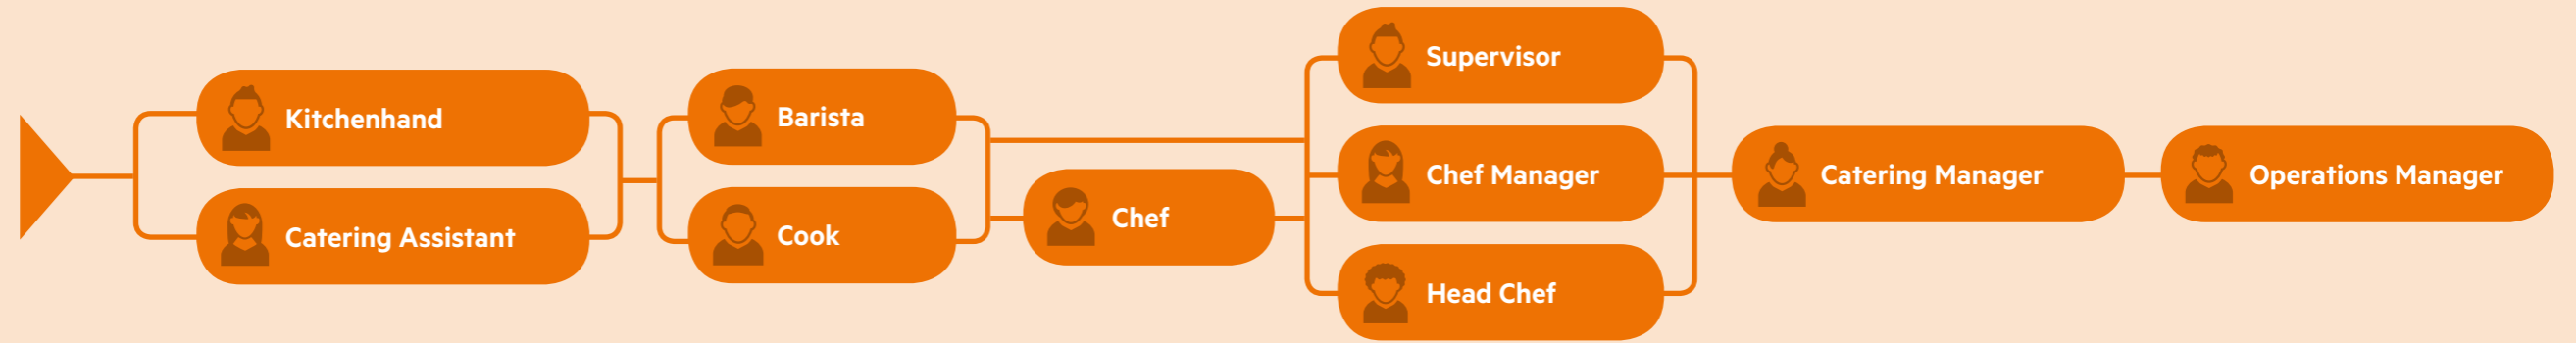 Kitchenhand
Catering Assistant
Barista
Cook
Chef
Supervisor
Chef Manager
Head Chef
Catering Manager
Operations Manager